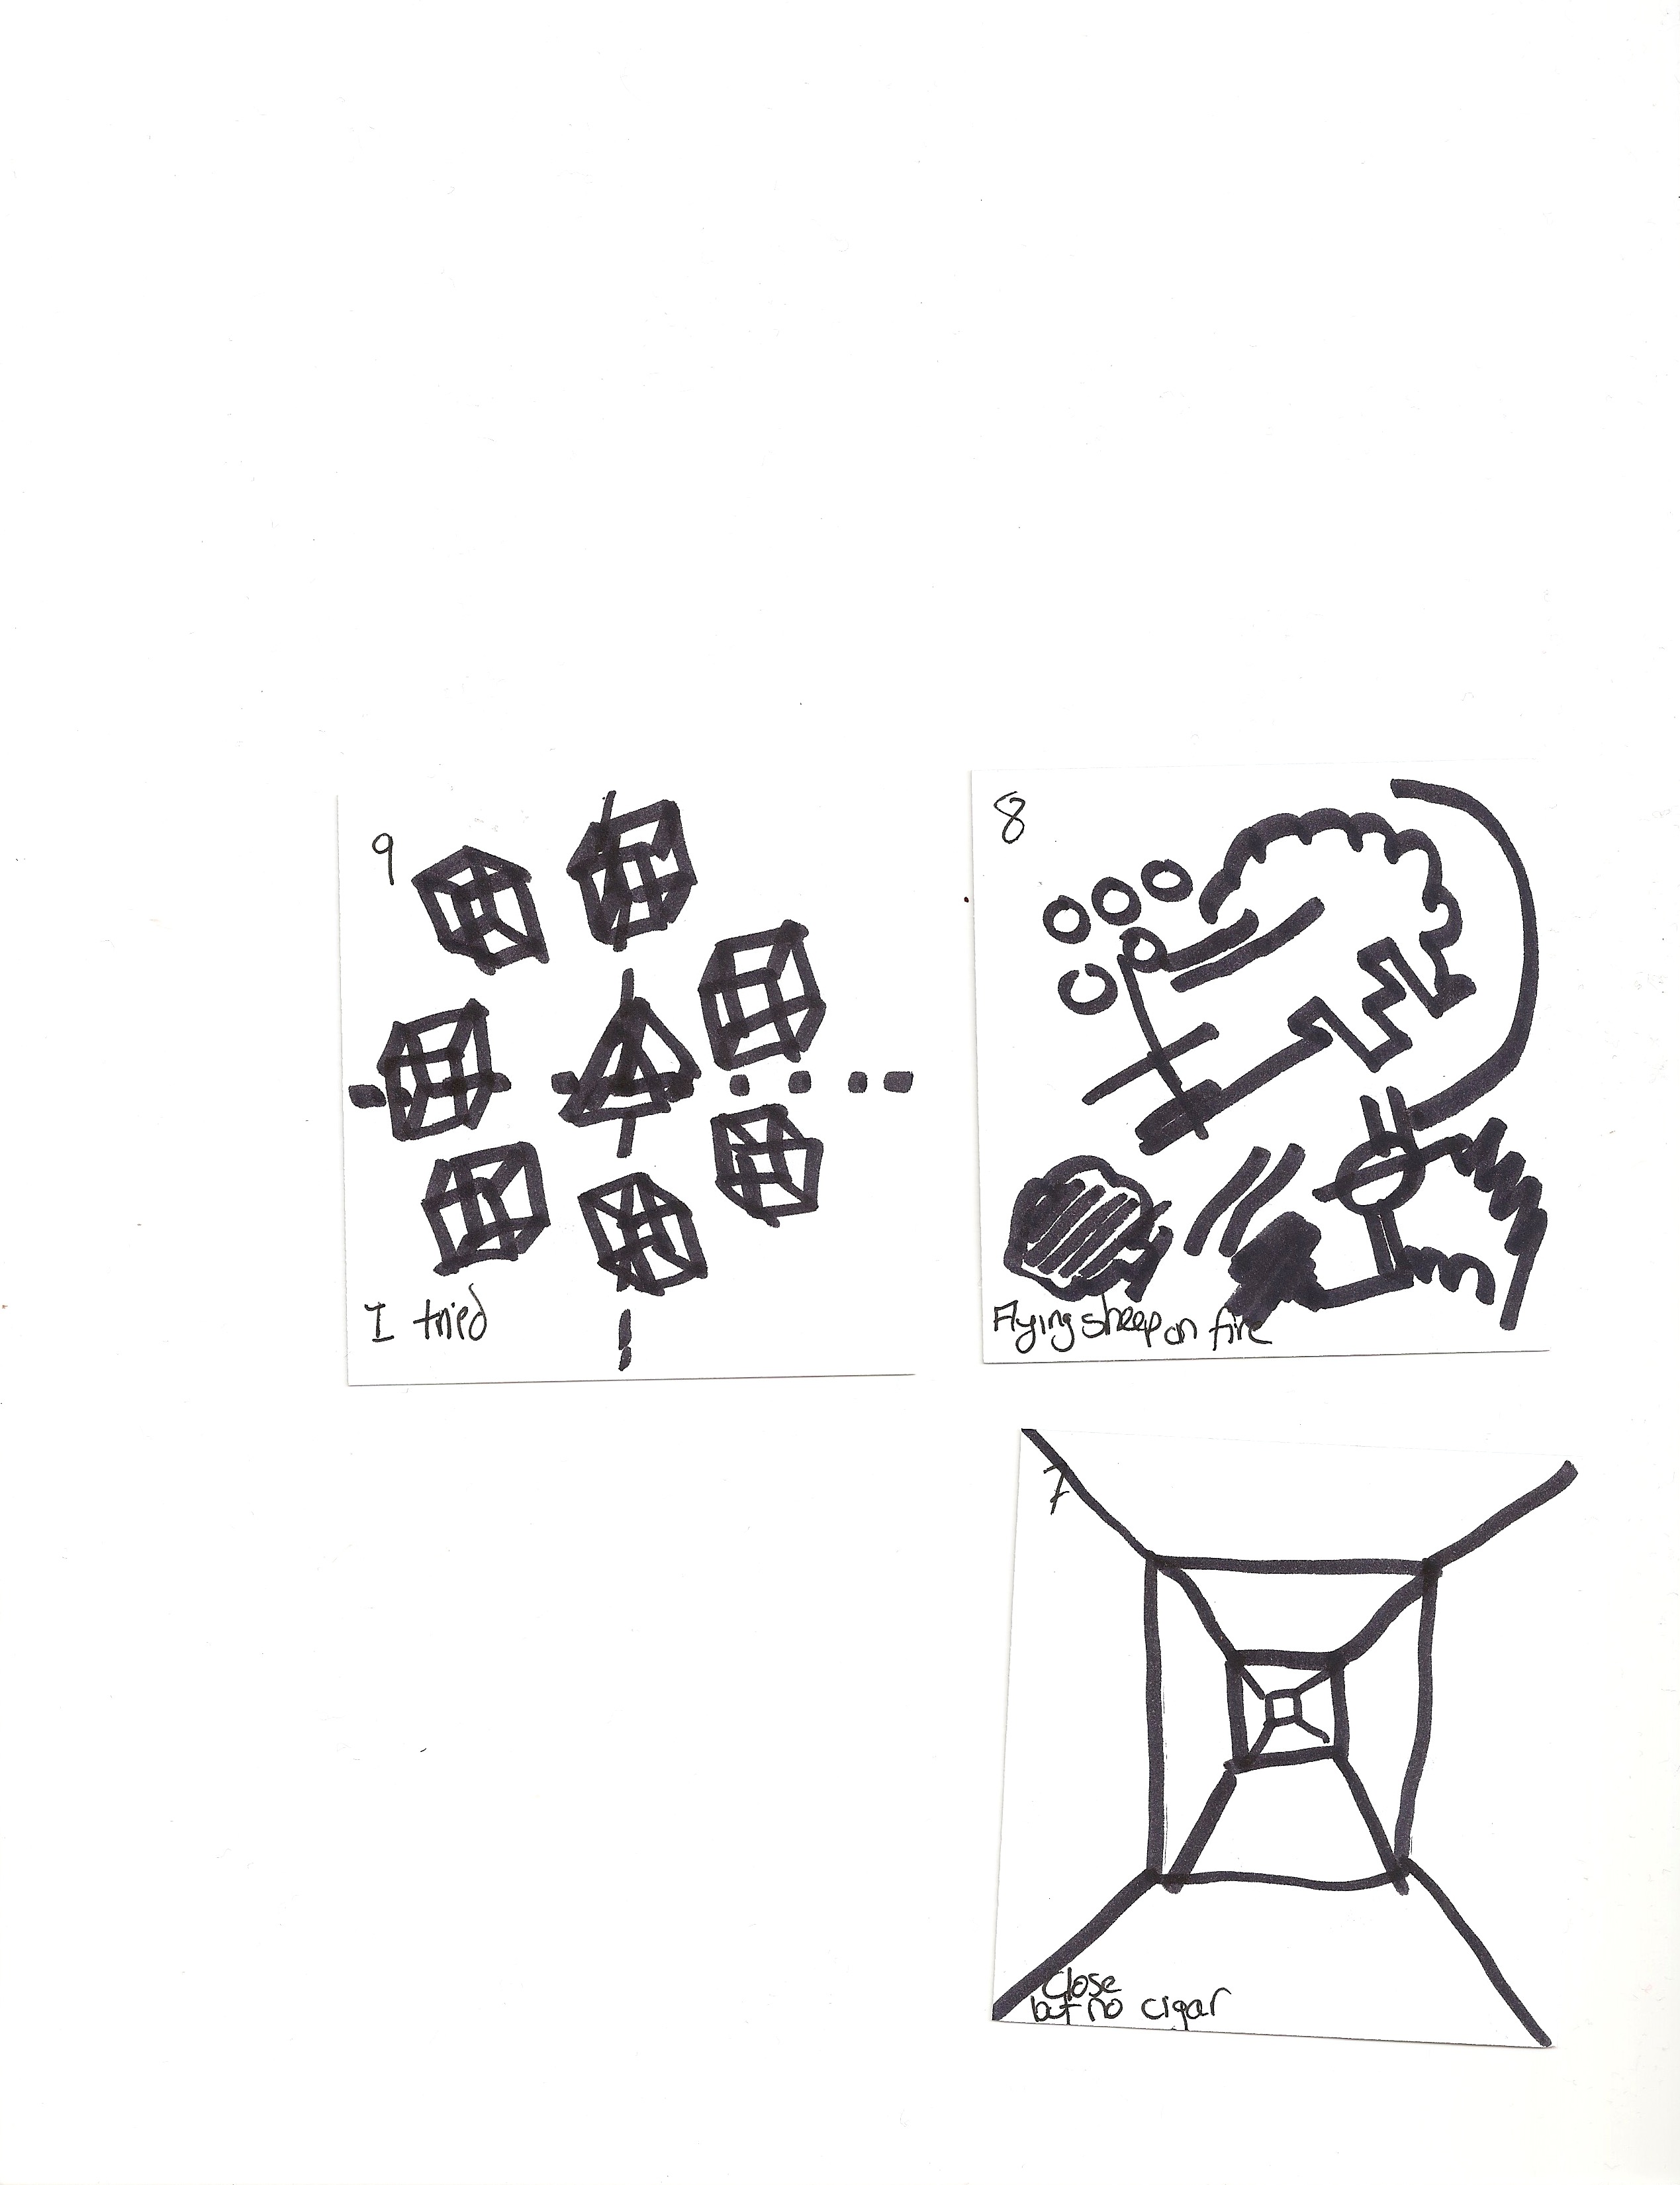 9
I tried
8
Flying sheep on fire
7
Close
but no cigar